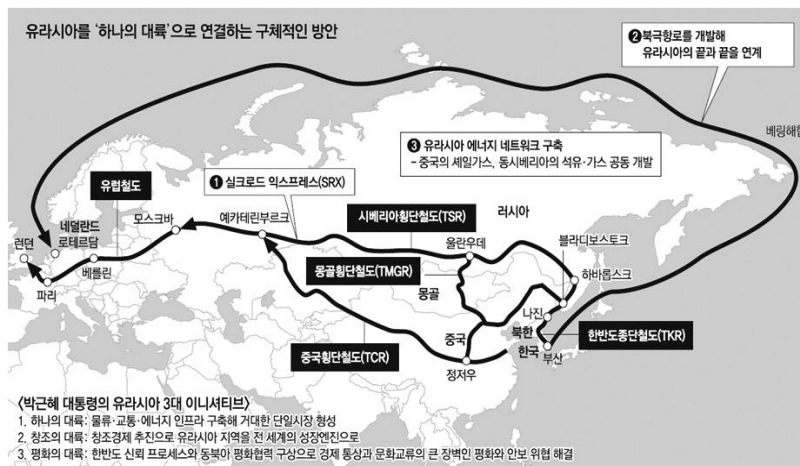 유라시아를 ‘하나의 대륙’으로 연결하는 구체적인 방안
❷북극항로를 개발해
유라시아의 끝과 끝을 연계
베링해협
❸ 유라시아 에너지 네트워크 구축
- 중국의 셰일가스, 동시베리아의 석유·가스 공동 개발
❶ 실크로드 익스프레스(SRX)
유럽철도
네덜란드
로테르담
런던
파리
베를린
모스크바
예카테린부르크
시베리아횡단철도(TSR)
러시아
울란우데
블라디보스토크
하바롭스크
몽골횡단철도(TMGR)
몽골
나진
북한
한반도종단철도(TKR)
중국
한국
부산
중국횡단철도(TCR)
정저우
<박근혜 대통령의 유라시아 3대 이니셔티브>
1. 하나의 대륙: 물류·교통·에너지 인프라 구축해 거대한 단일시장 형성
2. 창조의 대륙: 창조경제 추진으로 유라시아 지역을 전 세계의 성장엔진으로
3. 평화의 대륙: 한반도 신뢰 프로세스와 동북아 평화협력 구상으로 경제 통상과 문화교류의 큰 장벽인 평화와 안보 위협 해결